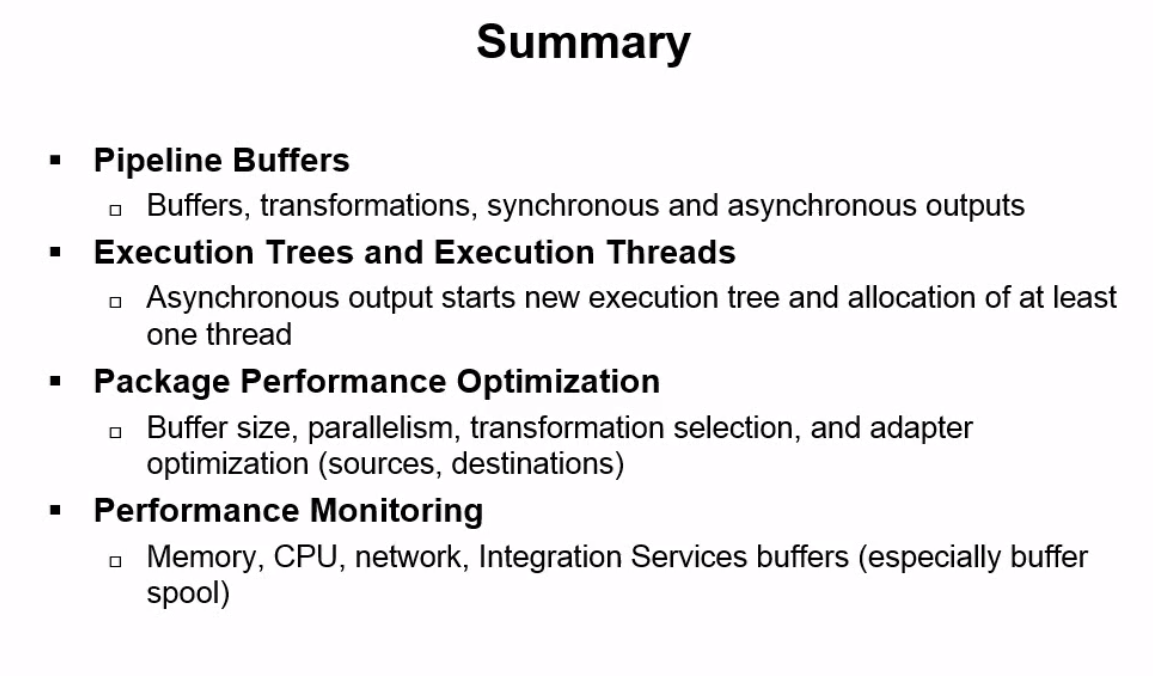 Summary
▪ Pipeline Buffers
▫ Buffers, transformations, synchronous and asynchronous outputs
▪ Execution Trees and Execution Threads
▫ Asynchronous output starts new execution tree and allocation of at least
one thread
▪ Package Performance Optimization
▫ Buffer size, parallelism, transformation selection, and adapter
optimization (sources, destinations)
▪ Performance Monitoring
▫ Memory, CPU, network, Integration Services buffers (especially buffer
spool)